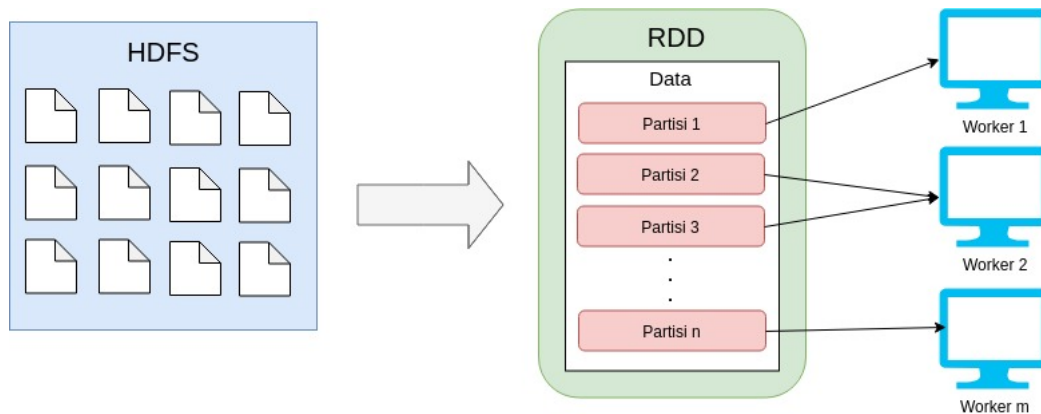 HDFS
RDD
Data
Partisi 1
Partisi 2
Partisi 3
.
.
.
Partisi n
Worker 1
Worker 2
Worker m